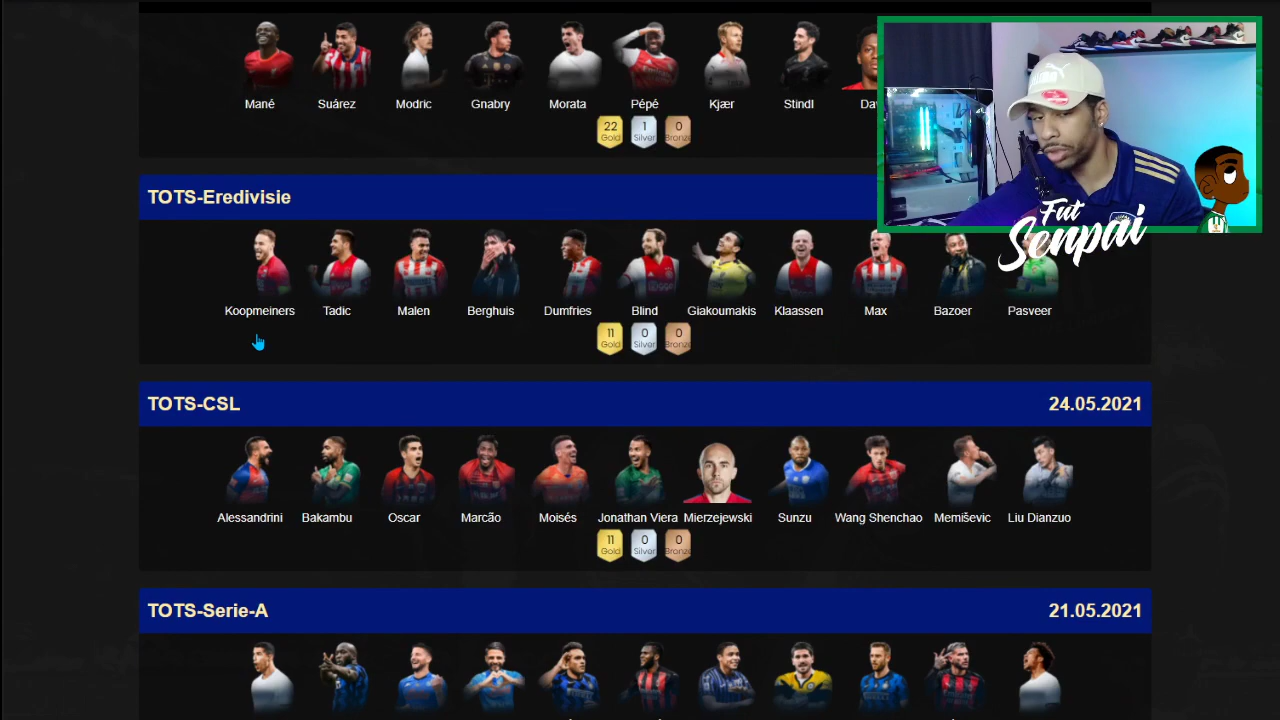 Mané Suárez Modric Gnabry Morata Pépé Kjær Stindl
22 1 0
Gold Silver Bronze
TOTS-Eredivisie
Fut
Senpai
Koopmeiners Tadic Malen Berghuis Dumfries Blind Giakoumakis Klaassen Max Bazoer Pasveer
11 0 0
Gold Silver Bronze
TOTS-CSL 24.05.2021
Alessandrini Bakambu Oscar Marcão Moisés Jonathan Viera Mierzejewski Sunzu Wang Shenchao Memiševic Liu Dianzuo
11 0 0
Gold Silver Bronze
TOTS-Serie-A 21.05.2021